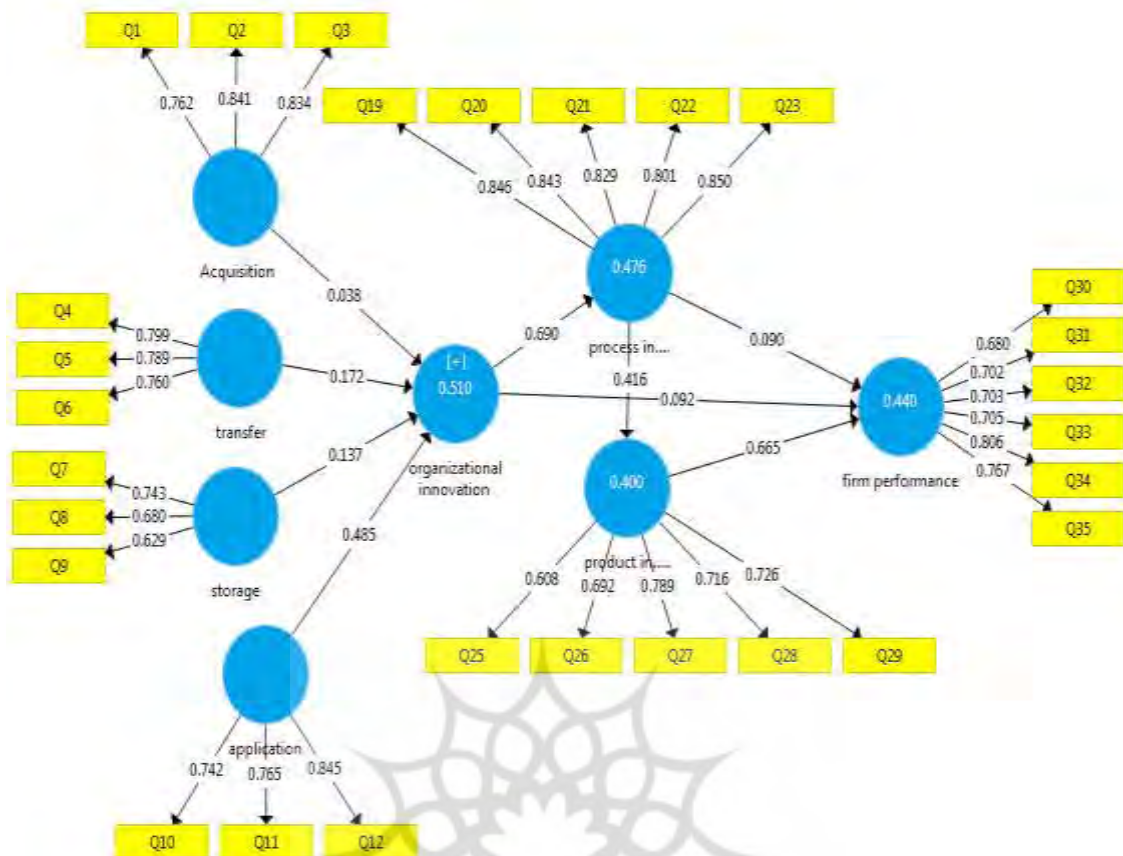 Q1 Q2 Q3
0.762 0.841 0.834
Acquisition
0.038
Q4
Q5
Q6
0.799
0.789
0.760
transfer
0.172
Q7
Q8
Q9
0.743
0.680
0.629
storage
0.137
application
0.485
0.742 0.765 0.845
Q10 Q11 Q12
[+]
0.510
organizational
innovation
0.690
0.092
Q19 Q20 Q21 Q22 Q23
0.846 0.843 0.829 0.801 0.850
0.476
process in....
0.416
0.090
0.400
product in....
0.665
0.608 0.692 0.789 0.716 0.726
Q25 Q26 Q27 Q28 Q29
0.440
firm performance
0.680
0.702
0.703
0.705
0.806
0.767
Q30
Q31
Q32
Q33
Q34
Q35